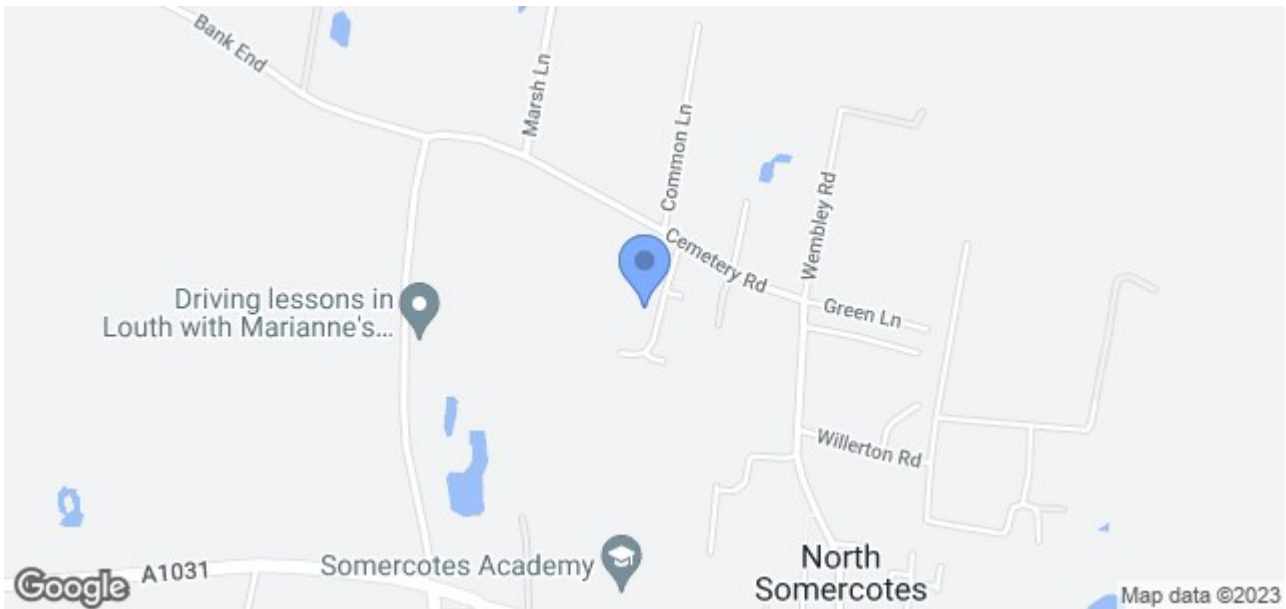 Bank End
Marsh Ln
Common Ln
Wembley Rd
Cemetery Rd
Green Ln
Driving lessons in
Louth with Marianne's...
Willerton Rd
Somercotes Academy
North
Somercotes
A1031
Google
Map data ©2023